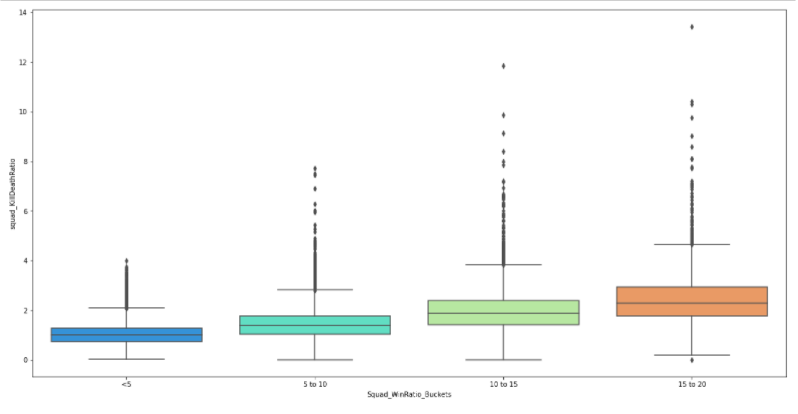 14
12
10
8
6
4
2
0
squad_KillDeathRatio
<5
5 to 10
10 to 15
15 to 20
Squad_WinRatio_Buckets